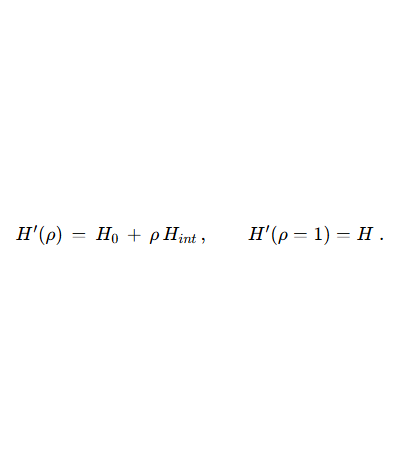 H′(ρ) = H₀ + ρ H_int , H′(ρ = 1) = H .